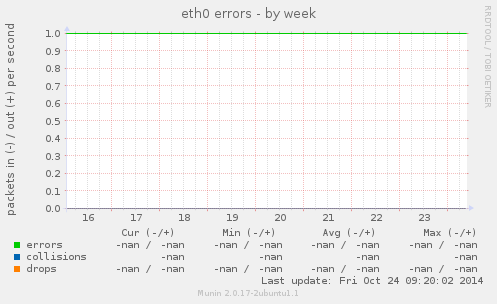 eth0 errors - by week
RRDTOOL / TOBI OETIKER
packets in (-) / out (+) per second
1.0
0.9
0.8
0.7
0.6
0.5
0.4
0.3
0.2
0.1
0.0
16 17 18 19 20 21 22 23
Cur (-/+) Min (-/+) Avg (-/+) Max (-/+)
errors -nan / -nan -nan / -nan -nan / -nan -nan / -nan
collisions -nan -nan -nan -nan
drops -nan / -nan -nan / -nan -nan / -nan -nan / -nan
Last update: Fri Oct 24 09:20:02 2014
Munin 2.0.17-2ubuntu1.1